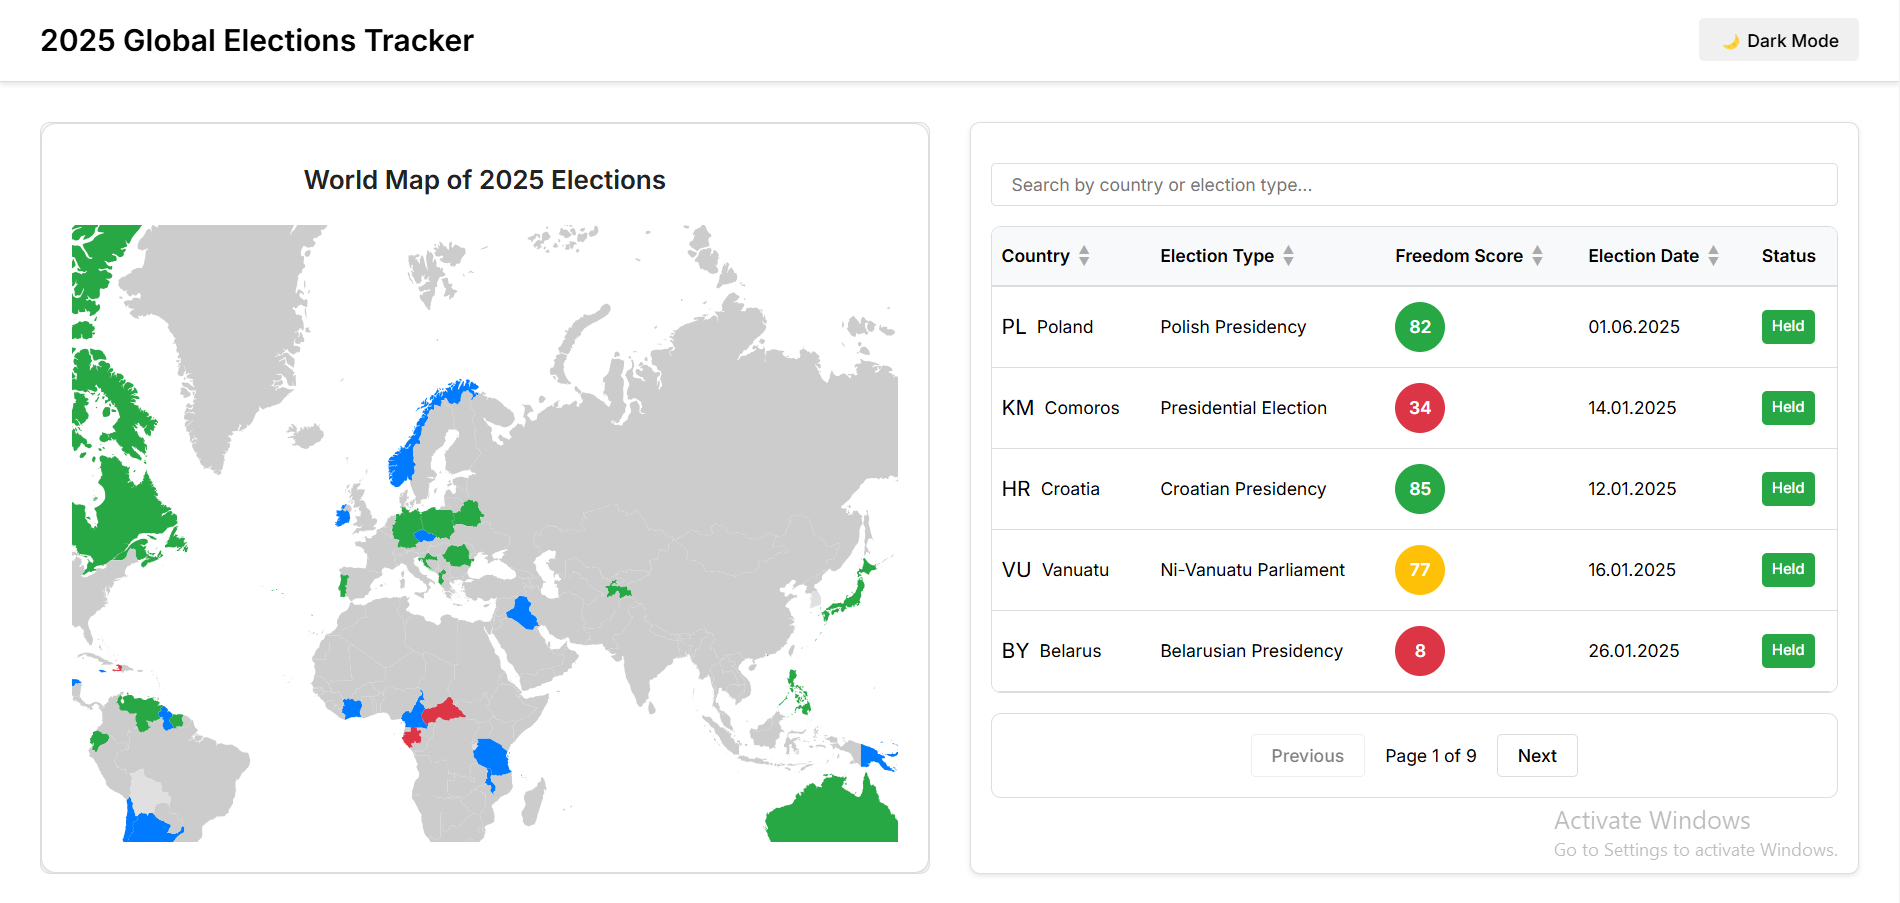 2025 Global Elections Tracker
🌙 Dark Mode
World Map of 2025 Elections
Search by country or election type...
Country Election Type Freedom Score Election Date Status
PL Poland Polish Presidency 82 01.06.2025 Held
KM Comoros Presidential Election 34 14.01.2025 Held
HR Croatia Croatian Presidency 85 12.01.2025 Held
VU Vanuatu Ni-Vanuatu Parliament 77 16.01.2025 Held
BY Belarus Belarusian Presidency 8 26.01.2025 Held
Previous Page 1 of 9 Next
Activate Windows
Go to Settings to activate Windows.